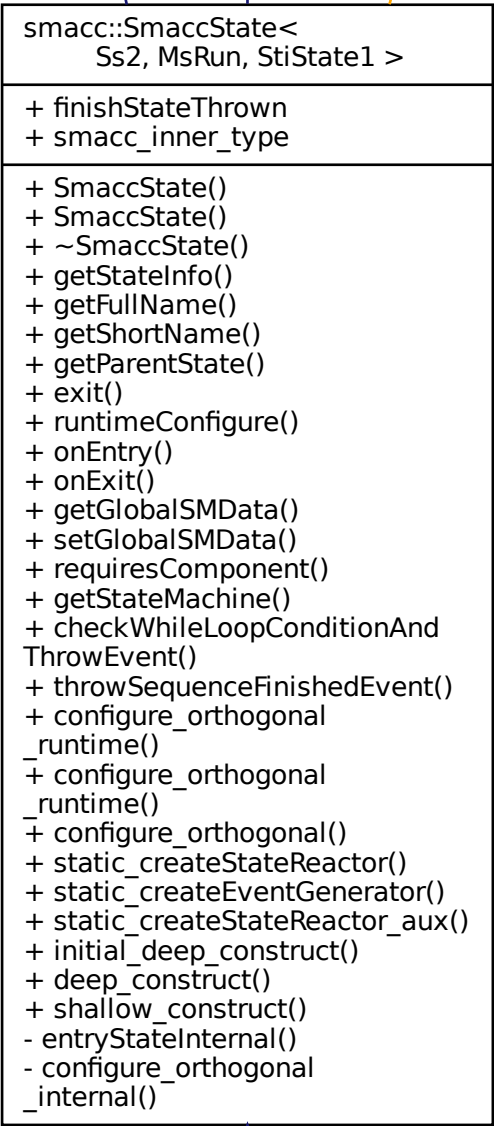 smacc::SmaccState<
Ss2, MsRun, StiState1 >
+ finishStateThrown
+ smacc_inner_type
+ SmaccState()
+ SmaccState()
+ ~SmaccState()
+ getStateInfo()
+ getFullName()
+ getShortName()
+ getParentState()
+ exit()
+ runtimeConfigure()
+ onEntry()
+ onExit()
+ getGlobalSMData()
+ setGlobalSMData()
+ requiresComponent()
+ getStateMachine()
+ checkWhileLoopConditionAnd
ThrowEvent()
+ throwSequenceFinishedEvent()
+ configure_orthogonal
_runtime()
+ configure_orthogonal
_runtime()
+ configure_orthogonal()
+ static_createStateReactor()
+ static_createEventGenerator()
+ static_createStateReactor_aux()
+ initial_deep_construct()
+ deep_construct()
+ shallow_construct()
- entryStateInternal()
- configure_orthogonal
_internal()